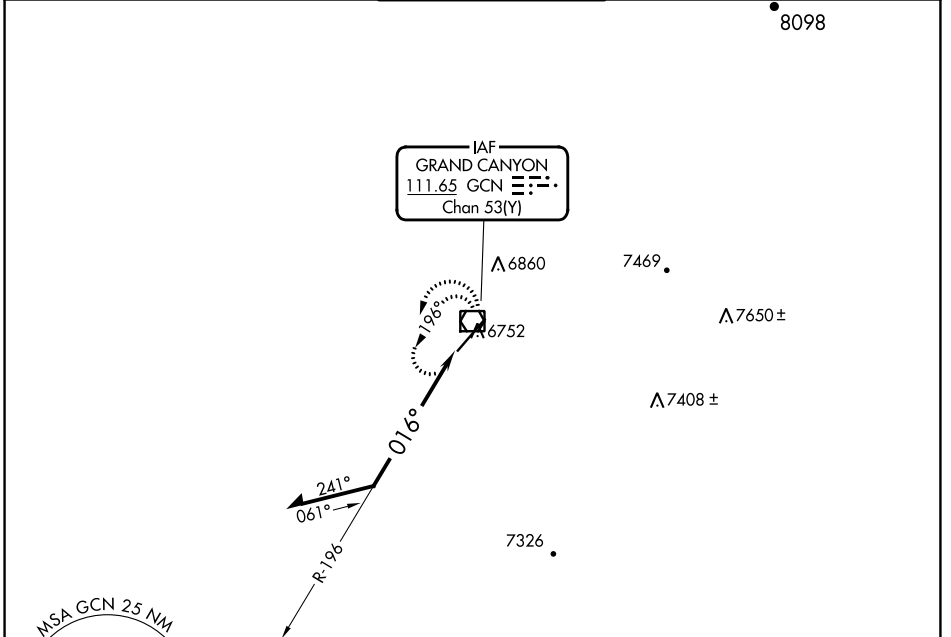 8098
IAF
GRAND CANYON
111.65 GCN
Chan 53(Y)
6860
7469
7650 ±
196°
6752
7408 ±
016°
241°
061°
7326
R-196
MSA GCN 25 NM